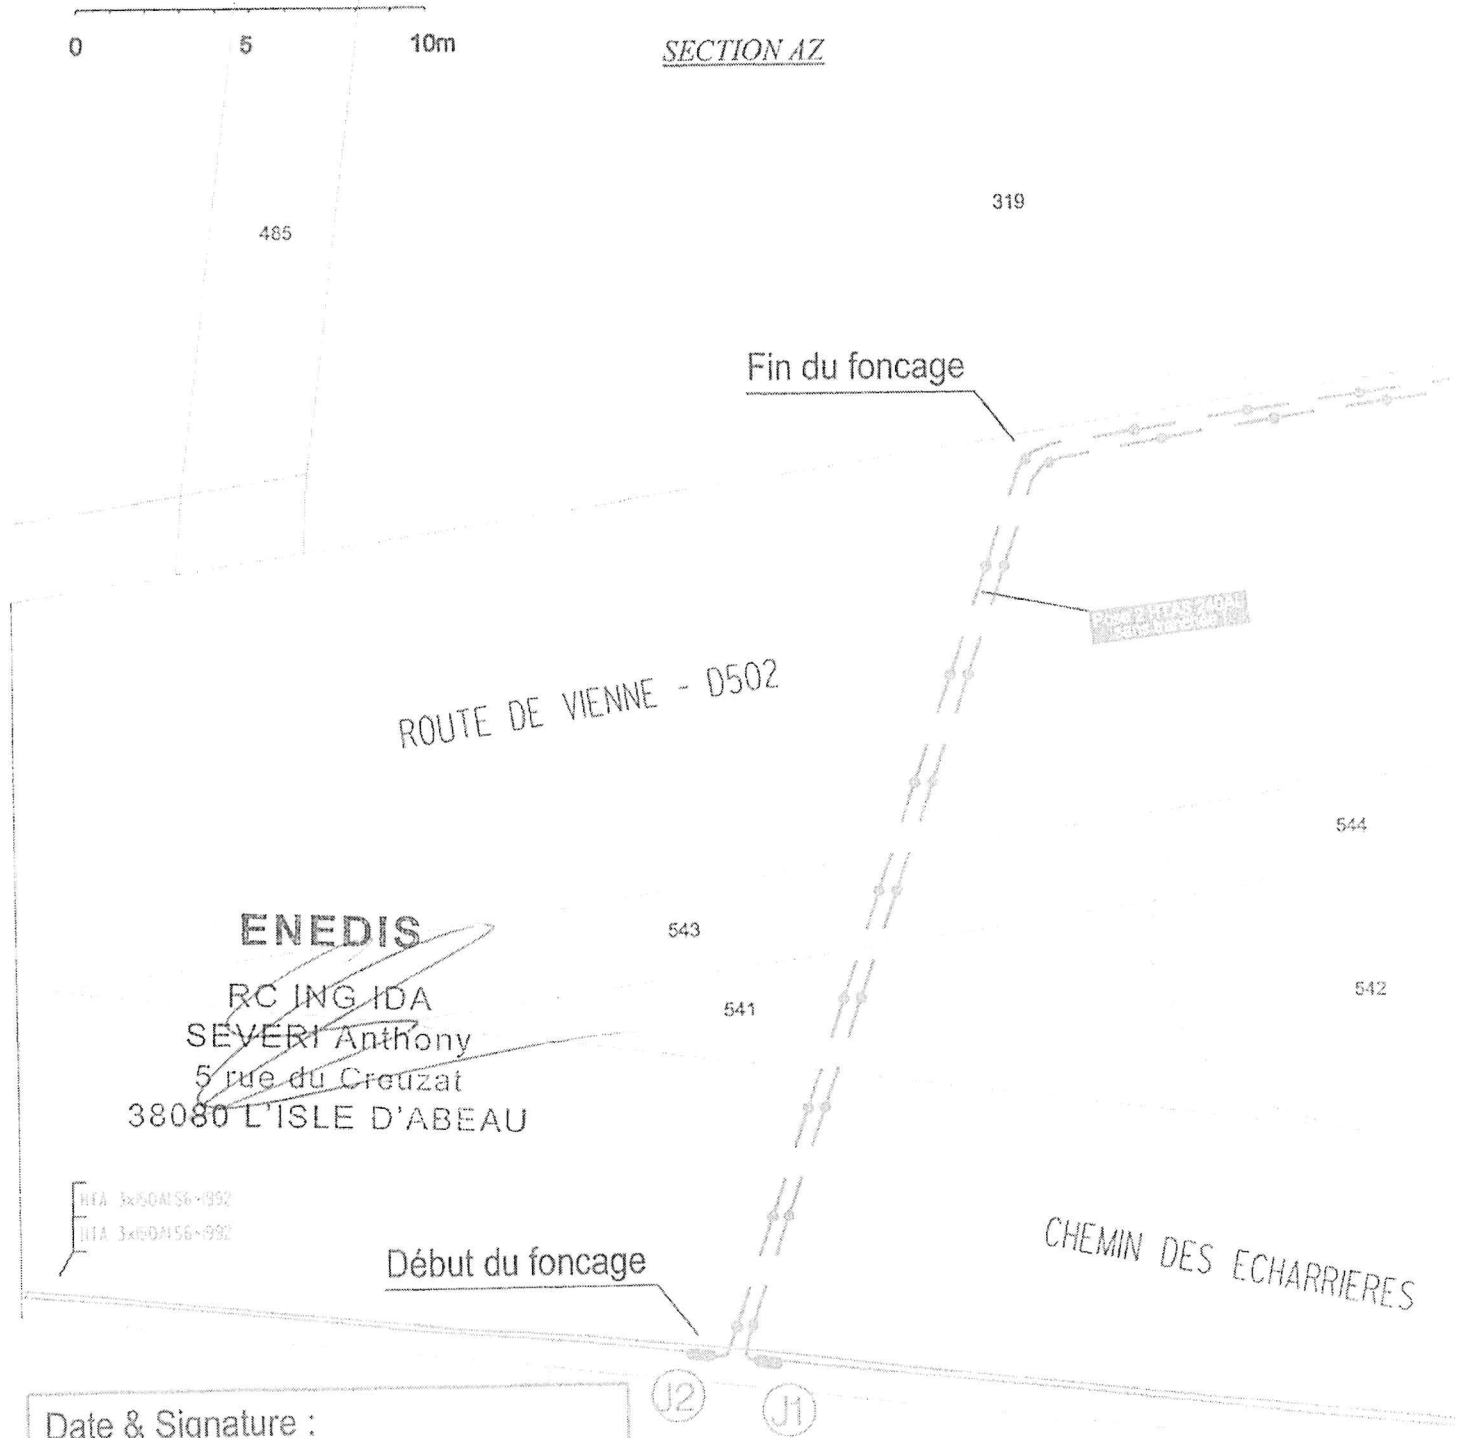 0 5 10m
SECTION AZ
319
485
Fin du foncage
ROUTE DE VIENNE - D502
544
ENEDIS
543
RC ING IDA
542
541
SEVERI Anthony
5 rue du Creuzat
38080 L'ISLE D'ABEAU
CHEMIN DES ECHARRIERES
Début du foncage
J2
J1
Date & Signature :